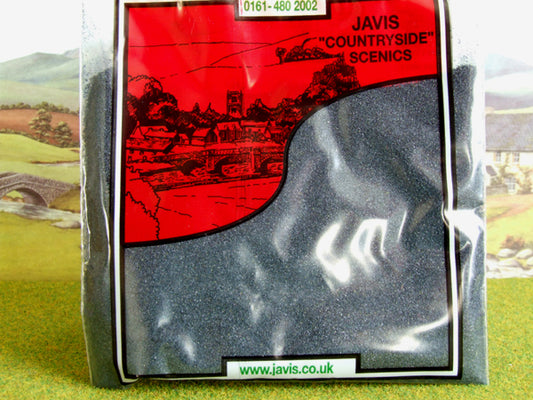 0161-480 2002
JAVIS
"COUNTRYSIDE"
SCENICS
www.javis.co.uk